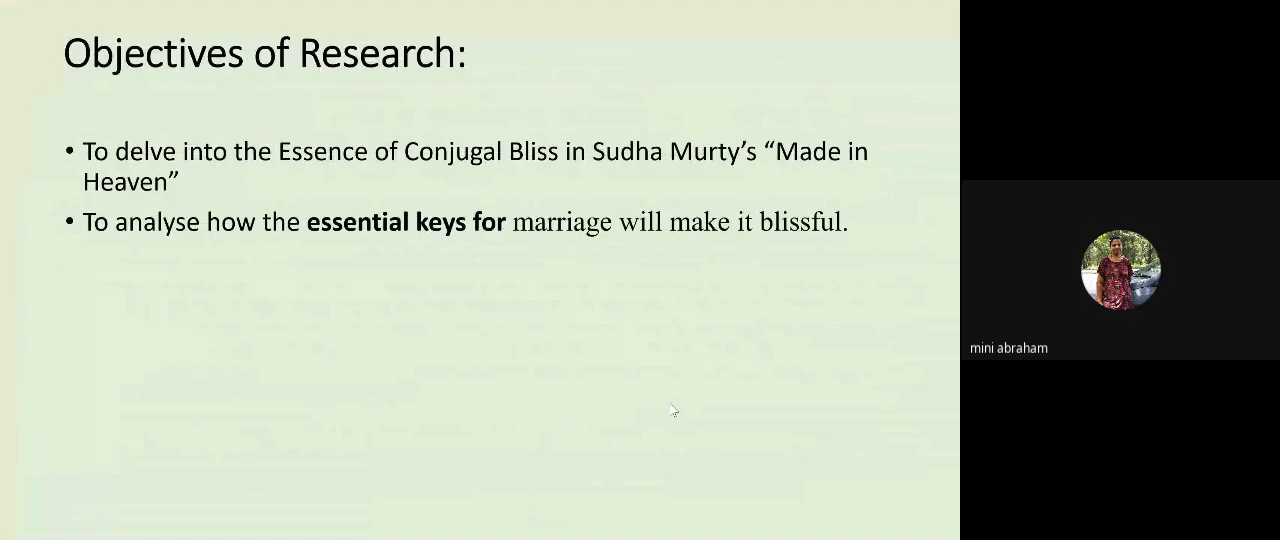 Objectives of Research:
• To delve into the Essence of Conjugal Bliss in Sudha Murty’s “Made in
Heaven”
• To analyse how the essential keys for marriage will make it blissful.
mini abraham